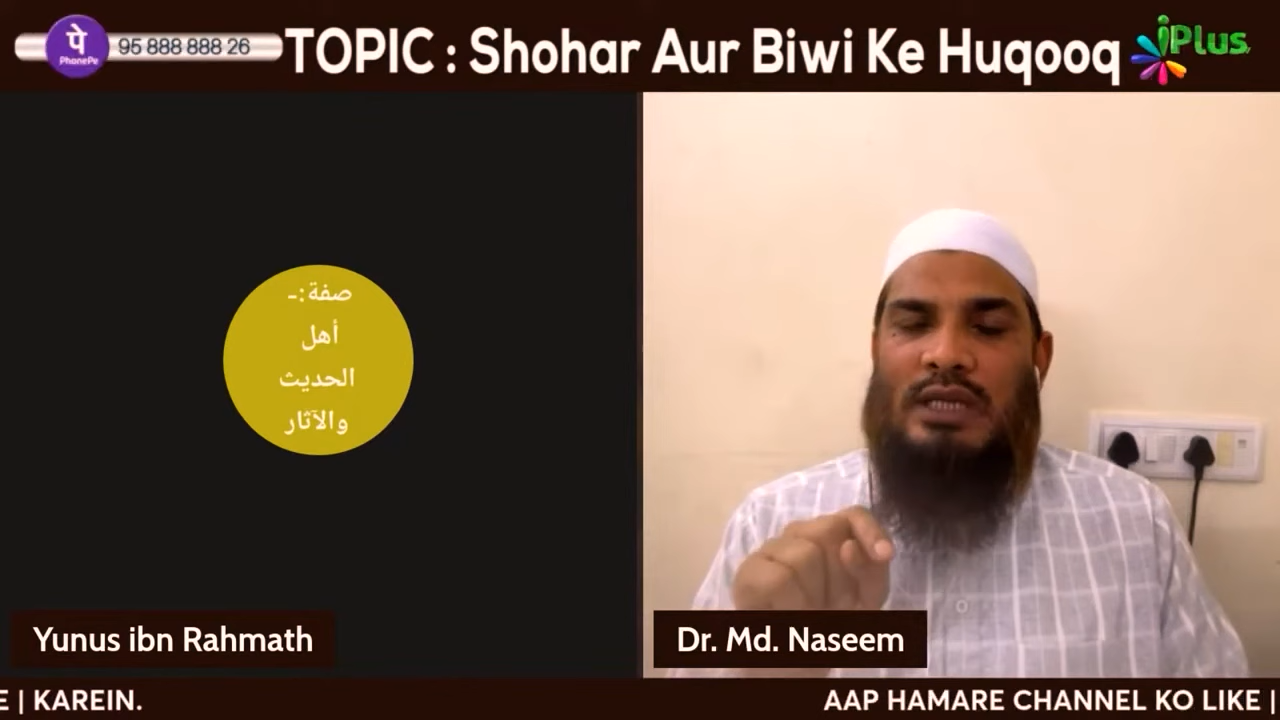 पे
PhonePe
95 888 888 26
TOPIC : Shohar Aur Biwi Ke Huqooq
iPlus
صفة:-
أهل
الحديث
والآثار
Yunus ibn Rahmath
Dr. Md. Naseem
E | KAREIN.
AAP HAMARE CHANNEL KO LIKE |